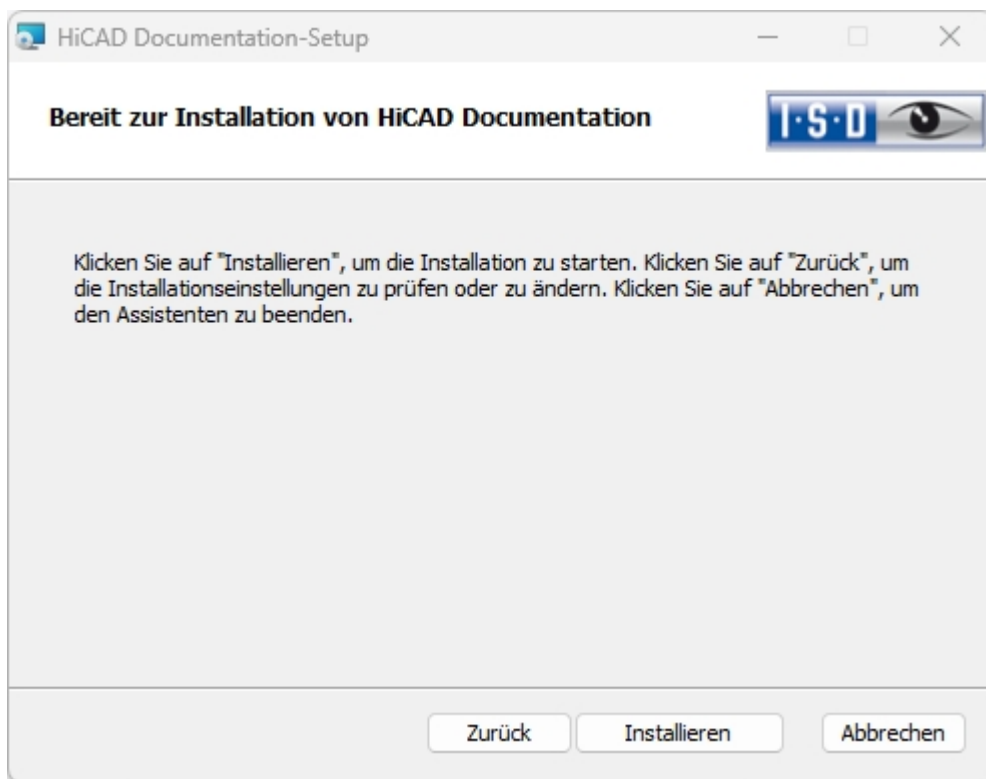 HiCAD Documentation-Setup
Bereit zur Installation von HiCAD Documentation
I·S·D
Klicken Sie auf "Installieren", um die Installation zu starten. Klicken Sie auf "Zurück", um
die Installationseinstellungen zu prüfen oder zu ändern. Klicken Sie auf "Abbrechen", um
den Assistenten zu beenden.
Zurück Installieren Abbrechen